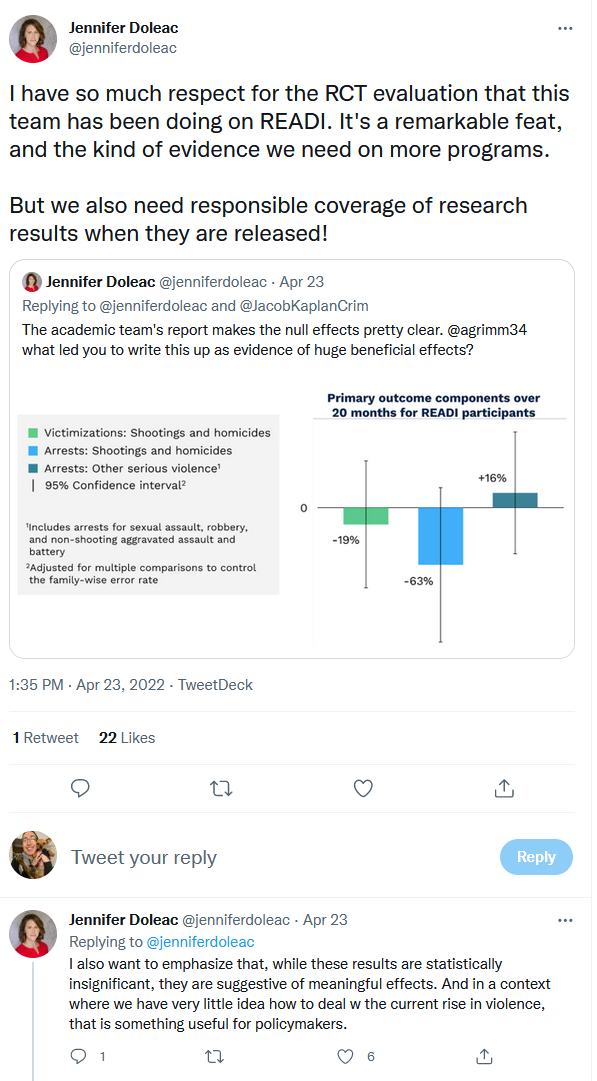 Jennifer Doleac
@jenniferdoleac
I have so much respect for the RCT evaluation that this
team has been doing on READI. It's a remarkable feat,
and the kind of evidence we need on more programs.
But we also need responsible coverage of research
results when they are released!
Jennifer Doleac @jenniferdoleac · Apr 23
Replying to @jenniferdoleac and @JacobKaplanCrim
The academic team's report makes the null effects pretty clear. @agrimm34
what led you to write this up as evidence of huge beneficial effects?
Primary outcome components over
20 months for READI participants
Victimizations: Shootings and homicides
Arrests: Shootings and homicides
Arrests: Other serious violence¹
95% Confidence interval²
¹Includes arrests for sexual assault, robbery,
and non-shooting aggravated assault and
battery
²Adjusted for multiple comparisons to control
the family-wise error rate
0
-19%
-63%
+16%
1:35 PM · Apr 23, 2022 · TweetDeck
1 Retweet 22 Likes
Tweet your reply
Reply
Jennifer Doleac @jenniferdoleac · Apr 23
Replying to @jenniferdoleac
I also want to emphasize that, while these results are statistically
insignificant, they are suggestive of meaningful effects. And in a context
where we have very little idea how to deal w the current rise in violence,
that is something useful for policymakers.
1 6